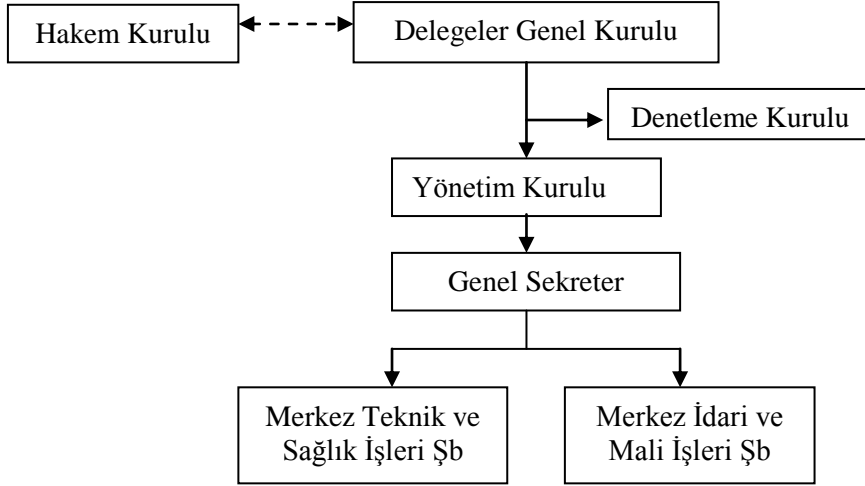 Hakem Kurulu
Delegeler Genel Kurulu
Denetleme Kurulu
Yönetim Kurulu
Genel Sekreter
Merkez Teknik ve
Sağlık İşleri Şb
Merkez İdari ve
Mali İşleri Şb